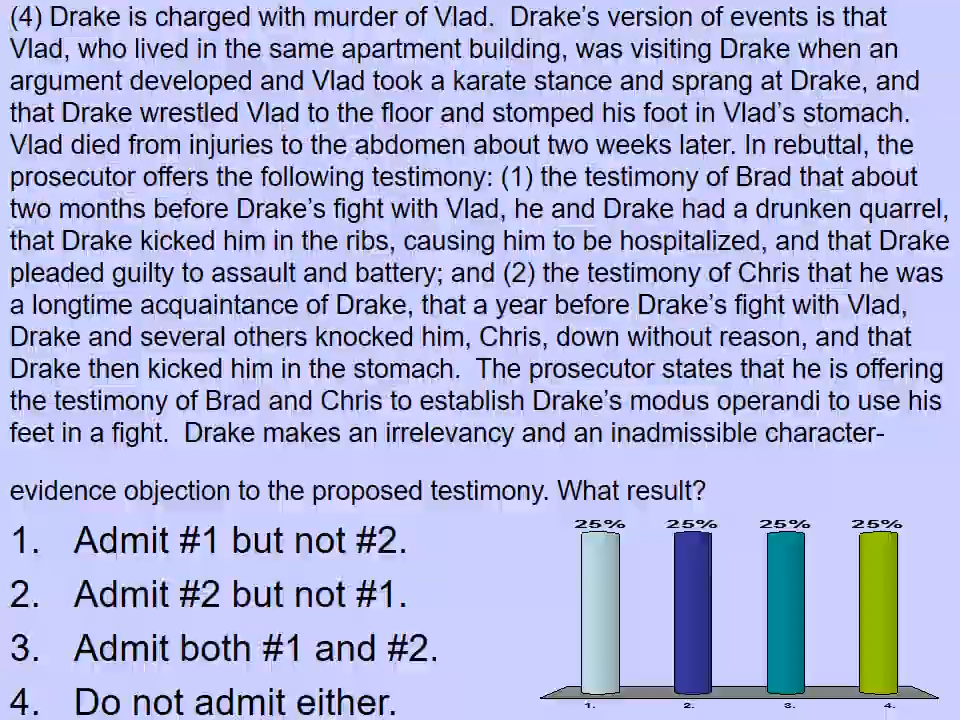 (4) Drake is charged with murder of Vlad.  Drake’s version of events is that
Vlad, who lived in the same apartment building, was visiting Drake when an
argument developed and Vlad took a karate stance and sprang at Drake, and
that Drake wrestled Vlad to the floor and stomped his foot in Vlad’s stomach.
Vlad died from injuries to the abdomen about two weeks later. In rebuttal, the
prosecutor offers the following testimony: (1) the testimony of Brad that about
two months before Drake’s fight with Vlad, he and Drake had a drunken quarrel,
that Drake kicked him in the ribs, causing him to be hospitalized, and that Drake
pleaded guilty to assault and battery; and (2) the testimony of Chris that he was
a longtime acquaintance of Drake, that a year before Drake’s fight with Vlad,
Drake and several others knocked him, Chris, down without reason, and that
Drake then kicked him in the stomach.  The prosecutor states that he is offering
the testimony of Brad and Chris to establish Drake’s modus operandi to use his
feet in a fight.  Drake makes an irrelevancy and an inadmissible character-
evidence objection to the proposed testimony. What result?
1. Admit #1 but not #2.
2. Admit #2 but not #1.
3. Admit both #1 and #2.
4. Do not admit either.
25% 25% 25% 25%
1. 2. 3. 4.